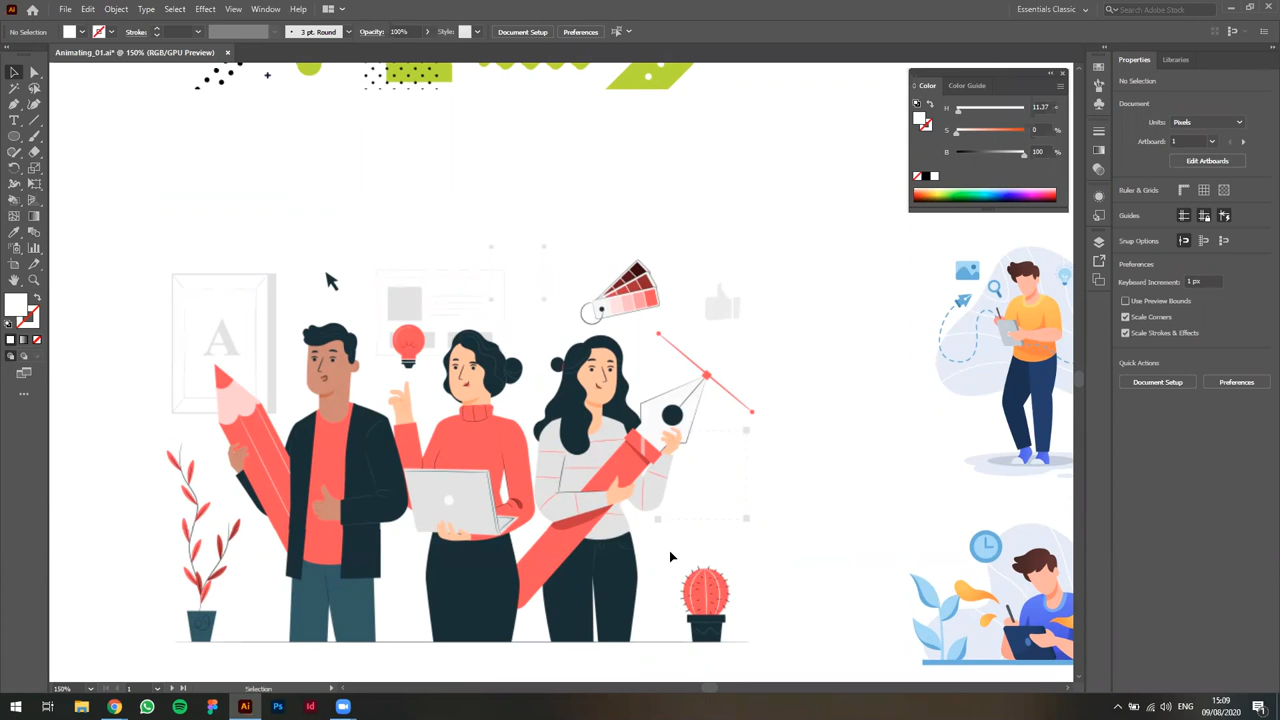 Ai
File
Edit
Object
Type
Select
Effect
View
Window
Help
Essentials Classic
Search Adobe Stock
No Selection
Stroke:
3 pt. Round
Opacity:
100%
Style:
Document Setup
Preferences
Animating_01.ai* @ 150% (RGB/GPU Preview)
Color
Color Guide
H
11.37
S
0
%
B
100
%
Properties
Libraries
No Selection
Document
Units:
Pixels
Artboard:
1
Edit Artboards
Ruler & Grids
Guides
Snap Options
Preferences
Keyboard Increment:
1 px
Use Preview Bounds
Scale Corners
Scale Strokes & Effects
Quick Actions
Document Setup
Preferences
A
150%
1
Selection
Ai
Ps
Id
ENG
15:09
09/08/2020